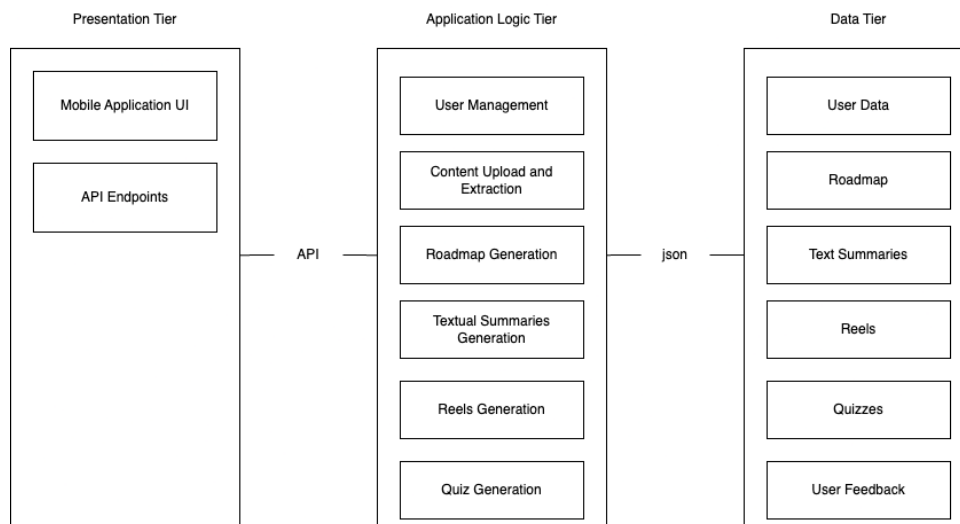 Presentation Tier
Mobile Application UI
API Endpoints
API
Application Logic Tier
User Management
Content Upload and
Extraction
Roadmap Generation
Textual Summaries
Generation
Reels Generation
Quiz Generation
json
Data Tier
User Data
Roadmap
Text Summaries
Reels
Quizzes
User Feedback